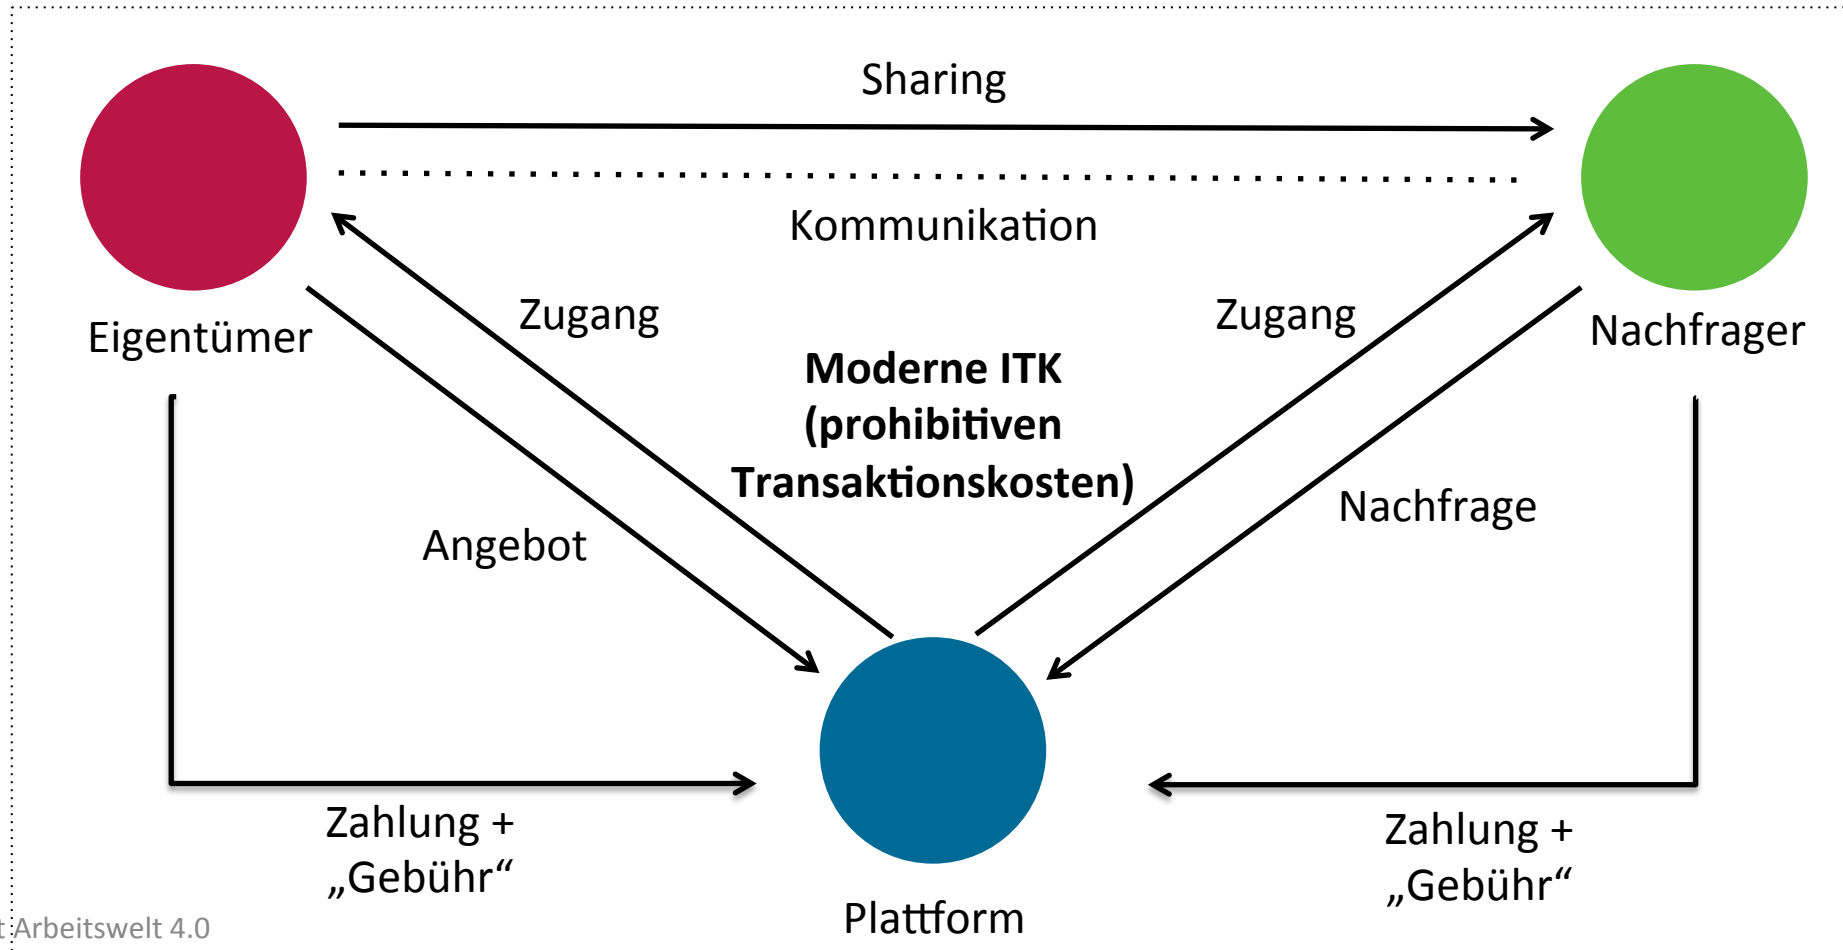 Sharing
Kommunikation
Zugang
Zugang
Eigentümer
Nachfrager
Moderne ITK
(prohibitiven
Transaktionskosten)
Angebot
Nachfrage
Zahlung +
„Gebühr“
Zahlung +
„Gebühr“
Plattform
t Arbeitswelt 4.0